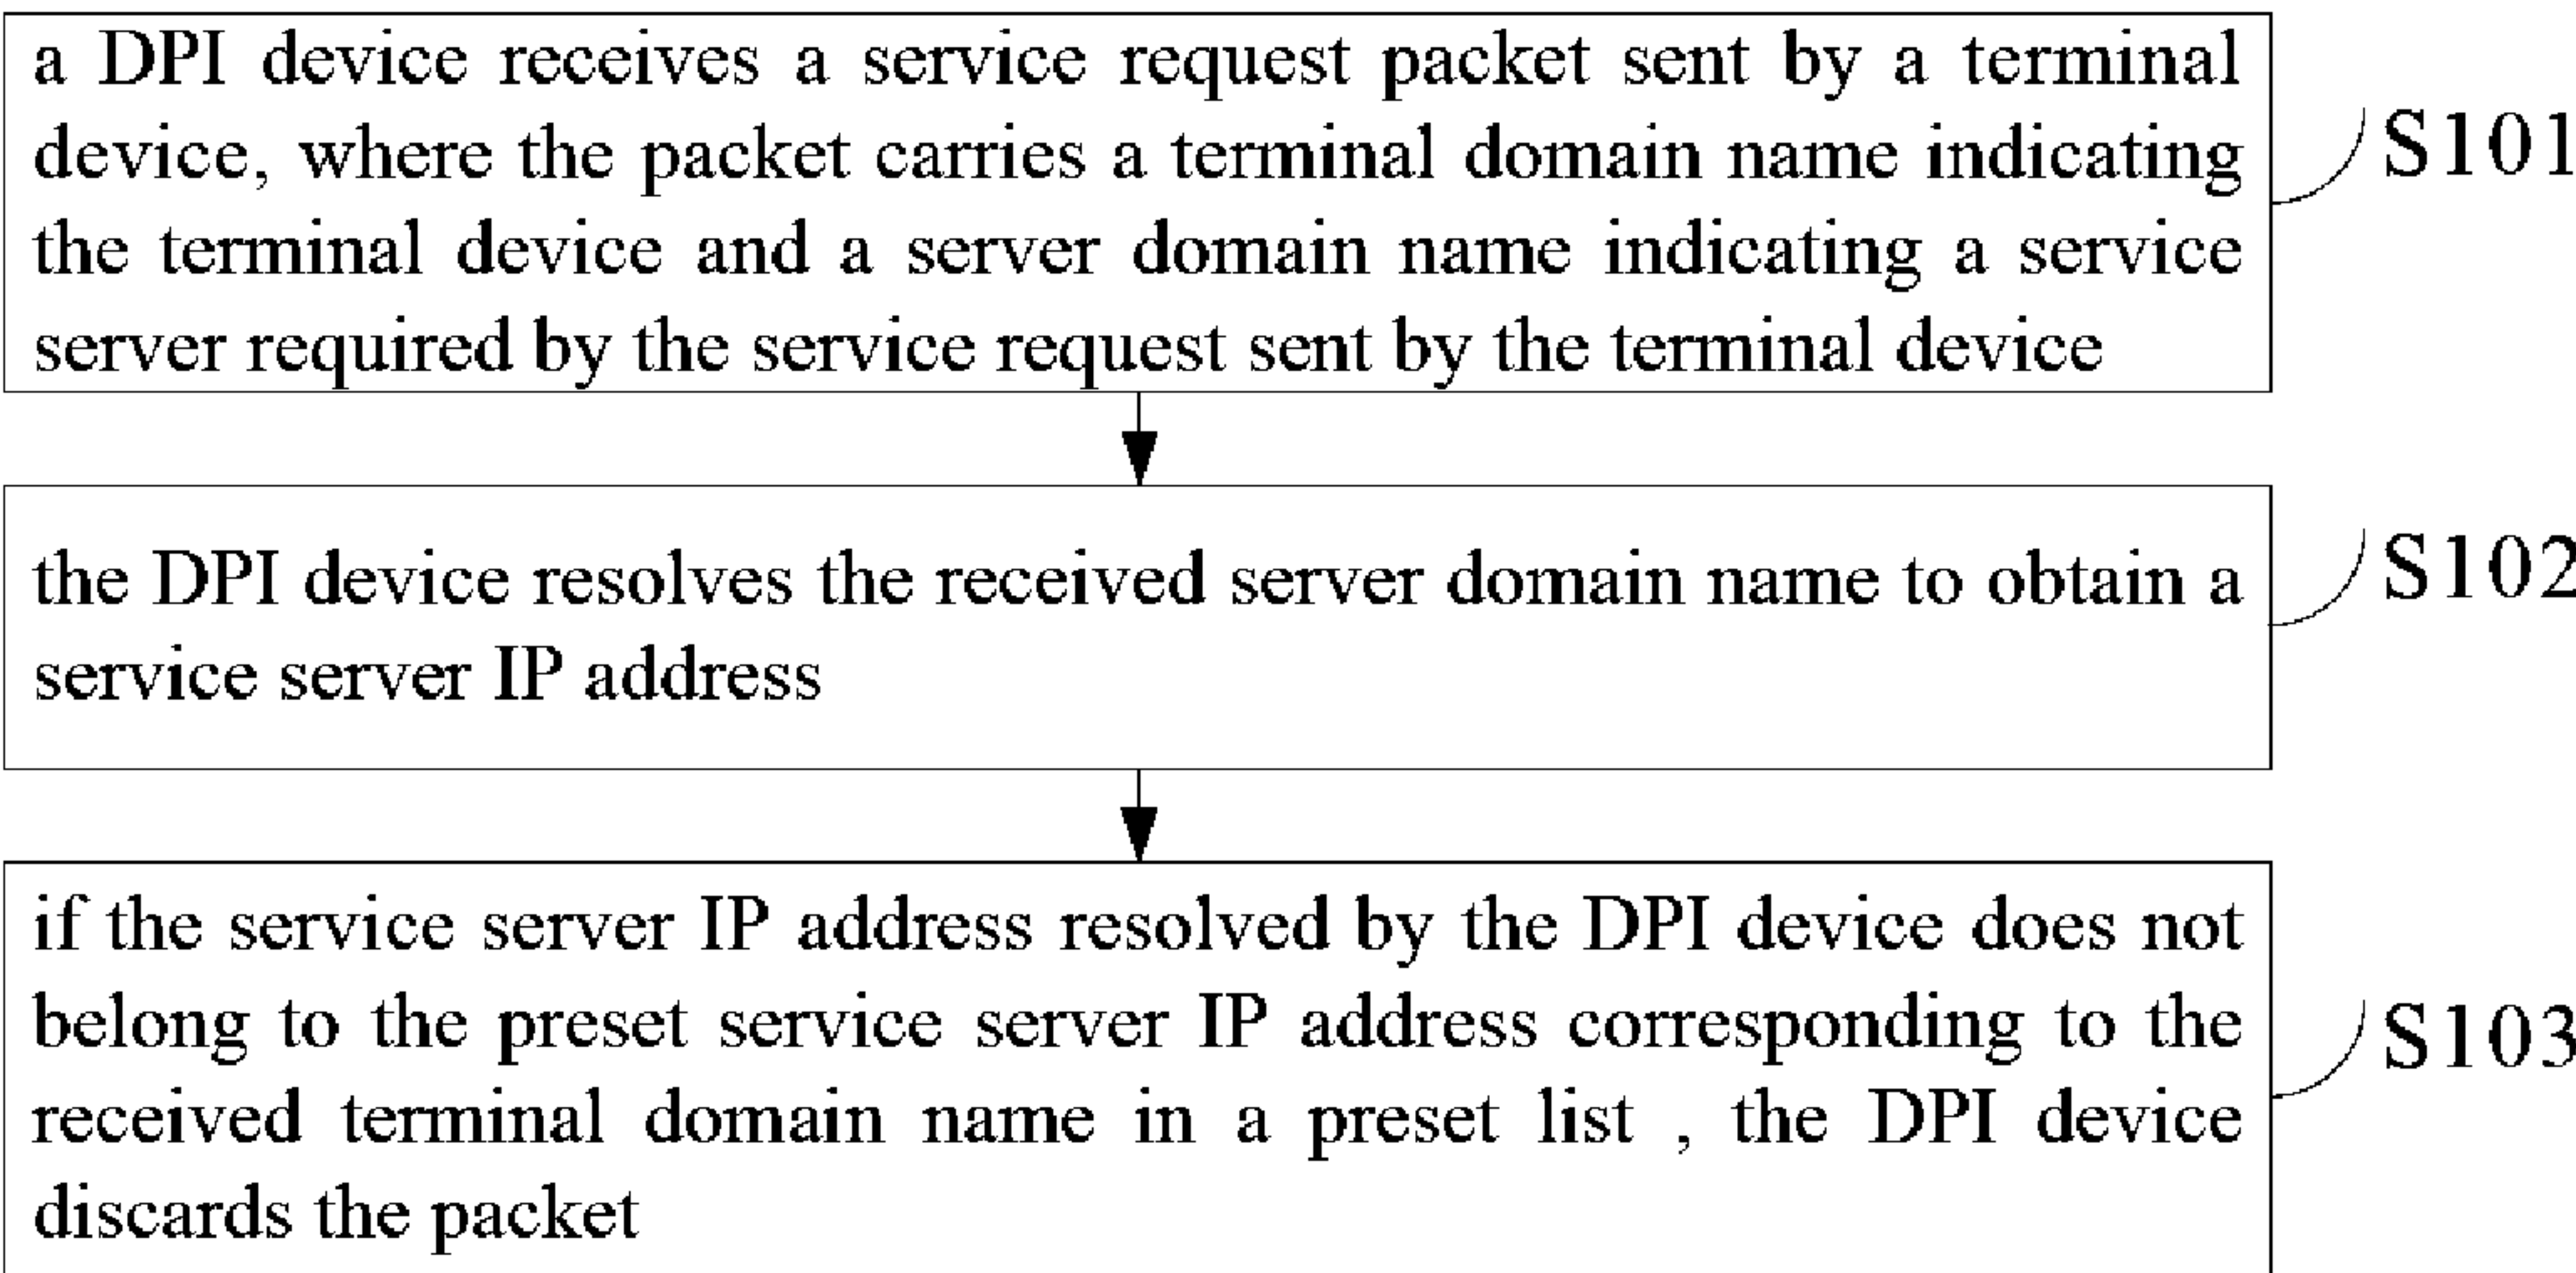 a DPI device receives a service request packet sent by a terminal
device, where the packet carries a terminal domain name indicating
the terminal device and a server domain name indicating a service
server required by the service request sent by the terminal device
S101
the DPI device resolves the received server domain name to obtain a
service server IP address
S102
if the service server IP address resolved by the DPI device does not
belong to the preset service server IP address corresponding to the
received terminal domain name in a preset list , the DPI device
discards the packet
S103